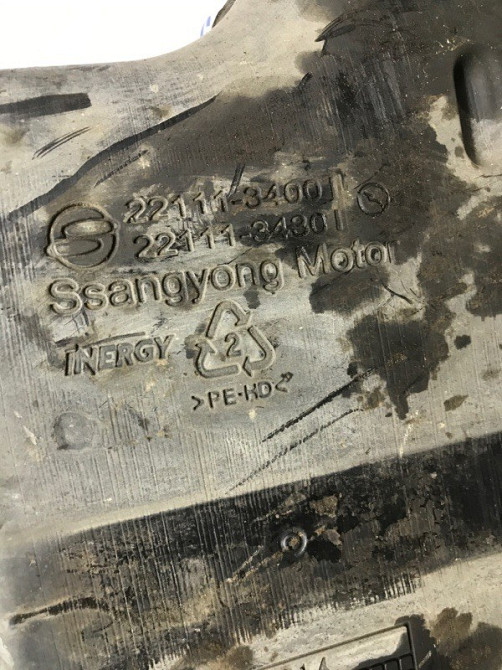 22111-34001
22111-34301
Ssangyong Motor
INERGY
2
>PE-HD<